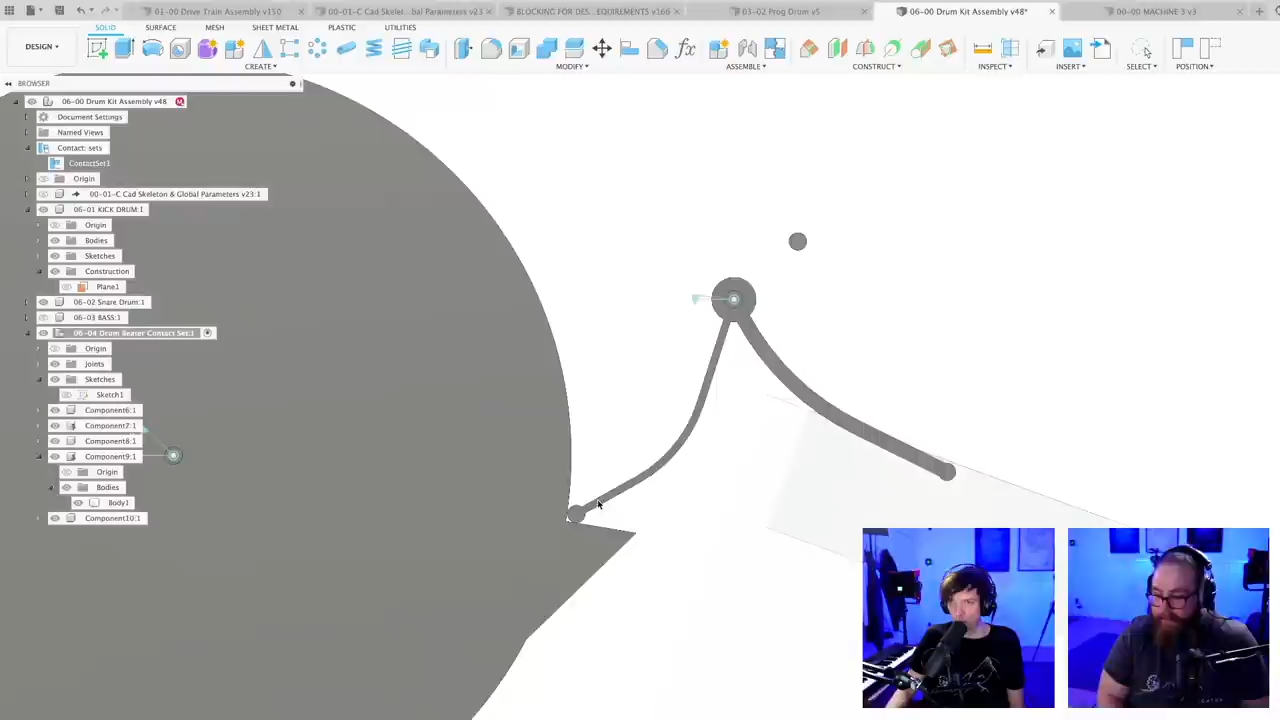 01-00 Drive Train Assembly v150
00-01-C Cad Skelet...bal Parameters v23
BLOCKING FOR DES...EQUIREMENTS v166
03-02 Prog Drum v5
06-00 Drum Kit Assembly v48*
00-00 MACHINE 3 v3
SOLID SURFACE SHEET METAL PLASTIC UTILITIES
DESIGN
CREATE MODIFY ASSEMBLE CONSTRUCT INSPECT INSERT SELECT POSITION
BROWSER
06-00 Drum Kit Assembly v48
Document Settings
Named Views
Contact: sets
ContactSet1
Origin
00-01-C Cad Skeleton & Global Parameters v23:1
06-01 KICK DRUM:1
Origin
Bodies
Sketches
Construction
Plane1
06-02 Snare Drum:1
06-03 BASS:1
06-04 Drum Beater Contact Set:1
Origin
Joints
Sketches
Sketch1
Component6:1
Component7:1
Component8:1
Component9:1
Origin
Bodies
Body1
Component10:1